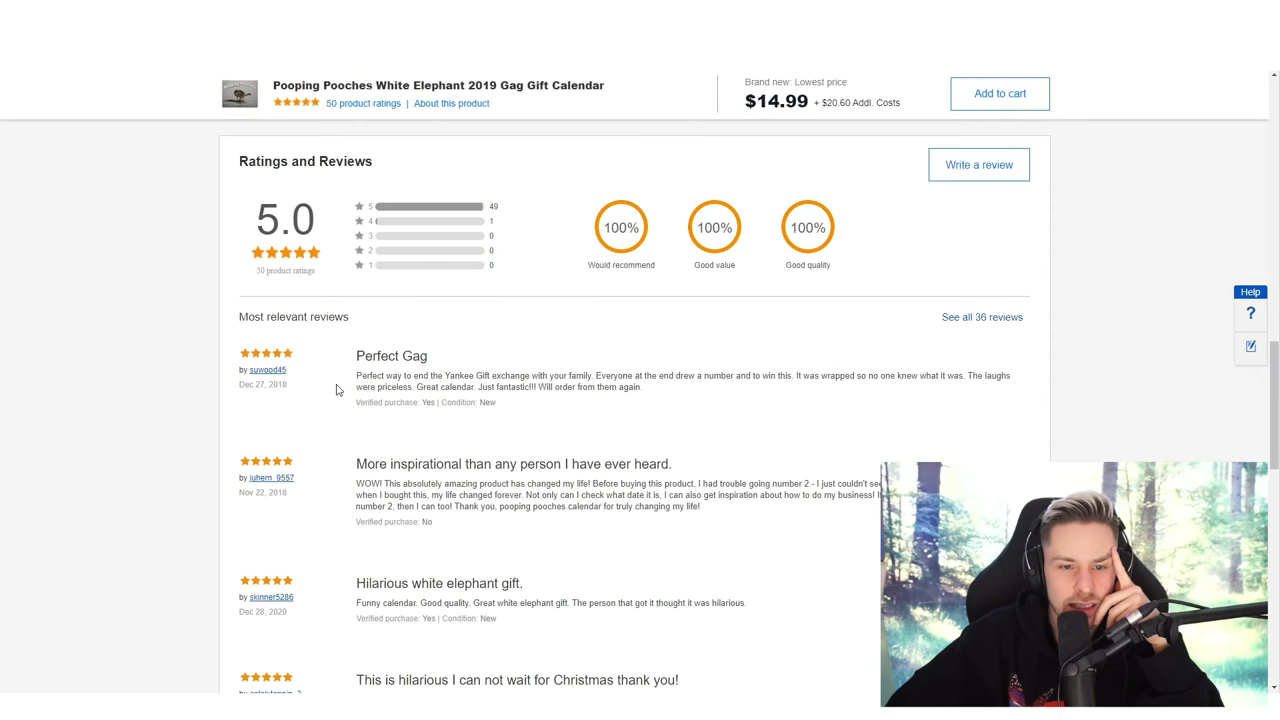 Pooping Pooches White Elephant 2019 Gag Gift Calendar
50 product ratings | About this product
Brand new: Lowest price
$14.99 + $20.60 Addl. Costs
Add to cart
Ratings and Reviews
Write a review
5.0
50 product ratings
5 49
4 1
3 0
2 0
1 0
100%
Would recommend
100%
Good value
100%
Good quality
Help
?
Most relevant reviews
See all 36 reviews
by suwood45
Dec 27, 2018
Perfect Gag
Perfect way to end the Yankee Gift exchange with your family. Everyone at the end drew a number and to win this. It was wrapped so no one knew what it was. The laughs
were priceless. Great calendar. Just fantastic!!! Will order from them again.
Verified purchase: Yes | Condition: New
by juhern_9557
Nov 22, 2018
More inspirational than any person I have ever heard.
WOW! This absolutely amazing product has changed my life! Before buying this product, I had trouble going number 2 - I just couldn't
when I bought this, my life changed forever. Not only can I check what date it is, I can also get inspiration about how to do my business!
number 2, then I can too! Thank you, pooping pooches calendar for truly changing my life!
Verified purchase: No
by skinner5286
Dec 28, 2020
Hilarious white elephant gift.
Funny calendar. Good quality. Great white elephant gift. The person that got it thought it was hilarious.
Verified purchase: Yes | Condition: New
This is hilarious I can not wait for Christmas thank you!
by